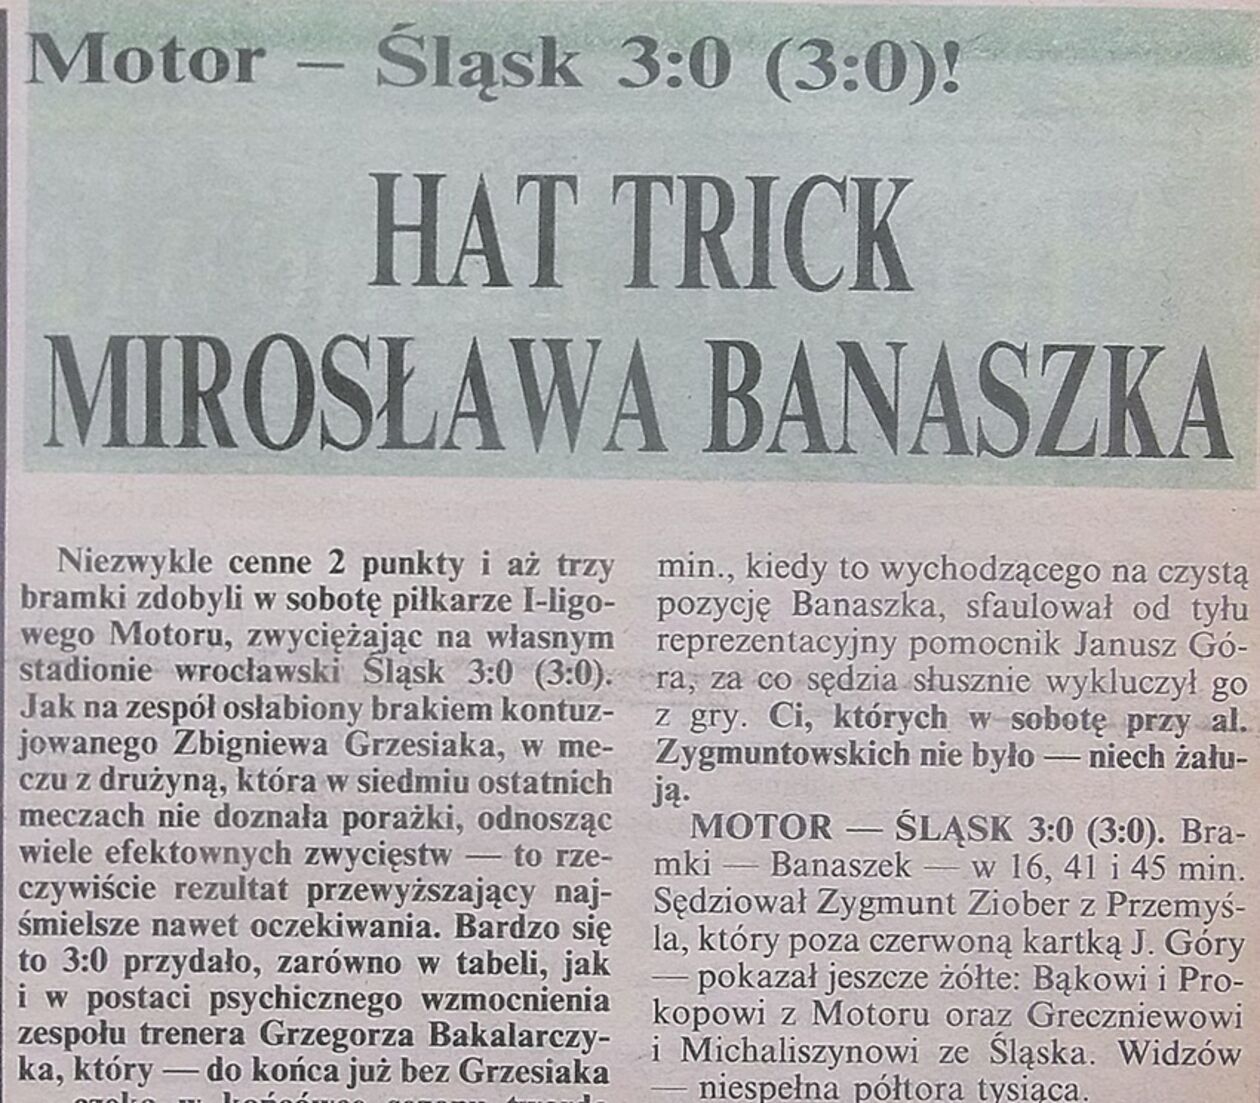 Motor – Śląsk 3:0 (3:0)!
HAT TRICK
MIROSŁAWA BANASZKA
Niezwykle cenne 2 punkty i aż trzy
bramki zdobyli w sobotę piłkarze I-ligo-
wego Motoru, zwyciężając na własnym
stadionie wrocławski Śląsk 3:0 (3:0).
Jak na zespół osłabiony brakiem kontuz-
jowanego Zbigniewa Grzesiaka, w me-
czu z drużyną, która w siedmiu ostatnich
meczach nie doznała porażki, odnosząc
wiele efektownych zwycięstw — to rze-
czywiście rezultat przewyższający naj-
śmielsze nawet oczekiwania. Bardzo się
to 3:0 przydało, zarówno w tabeli, jak
i w postaci psychicznego wzmocnienia
zespołu trenera Grzegorza Bakalarczy-
ka, który — do końca już bez Grzesiaka
min., kiedy to wychodzącego na czystą
pozycję Banaszka, sfaulował od tyłu
reprezentacyjny pomocnik Janusz Gó-
ra, za co sędzia słusznie wykluczył go
z gry. Ci, których w sobotę przy al.
Zygmuntowskich nie było — niech żału-
ją.
MOTOR — ŚLĄSK 3:0 (3:0). Bra-
mki — Banaszek — w 16, 41 i 45 min.
Sędziował Zygmunt Ziober z Przemyś-
la, który poza czerwoną kartką J. Góry
— pokazał jeszcze żółte: Bąkowi i Pro-
kopowi z Motoru oraz Greczniewowi
i Michaliszynowi ze Śląska. Widzów
— niespełna półtora tysiąca.